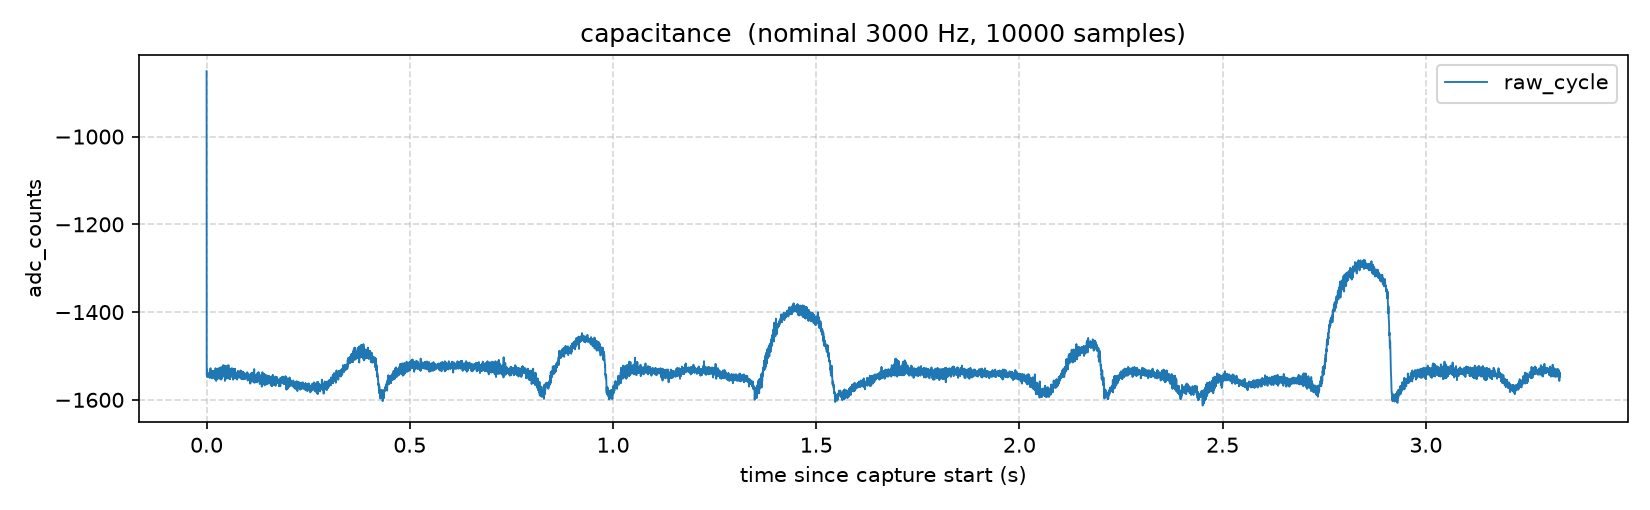 capacitance  (nominal 3000 Hz, 10000 samples)
raw_cycle
adc_counts
−1000
−1200
−1400
−1600
0.0 0.5 1.0 1.5 2.0 2.5 3.0
time since capture start (s)